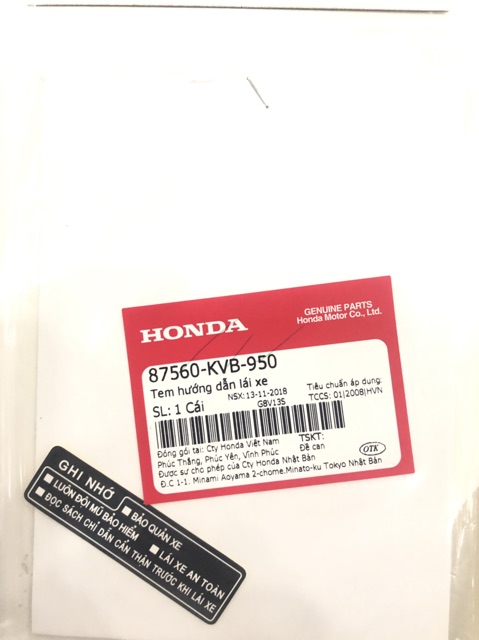 HONDA
GENUINE PARTS
Honda Motor Co., Ltd.
87560-KVB-950
Tem hướng dẫn lái xe
SL: 1 Cái
NSX:13-11-2018
GBV13S
Tiêu chuẩn áp dụng:
TCCS: 01|2008|HVN
Đóng gói tại: Cty Honda Việt Nam
Phúc Thắng, Phúc Yên, Vĩnh Phúc
TSKT:
Đề can
Được sự cho phép của Cty Honda Nhật Bản
Đ.C 1-1. Minami Aoyama 2-chome.Minato-ku Tokyo Nhật Bản
OTK
GHI NHỚ
BẢO QUẢN XE
LUÔN ĐỘI MŨ BẢO HIỂM
LÁI XE AN TOÀN
ĐỌC SÁCH CHỈ DẪN CẨN THẬN TRƯỚC KHI LÁI XE